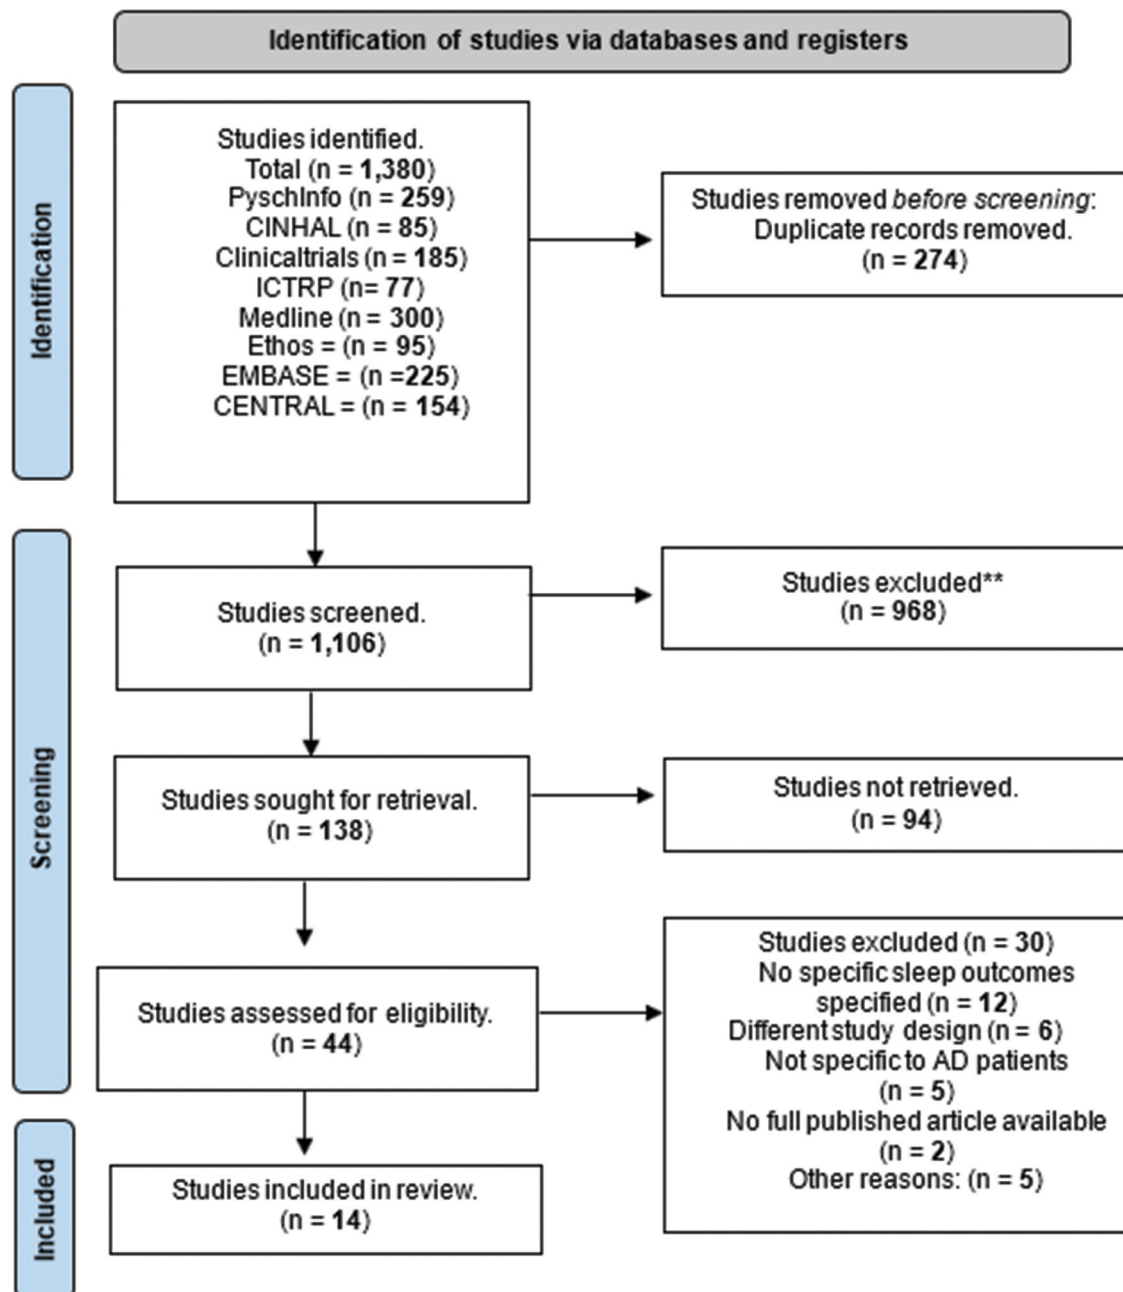 Identification of studies via databases and registers
Identification
Studies identified.
Total (n = 1,380)
PyschInfo (n = 259)
CINHAL (n = 85)
Clinicaltrials (n = 185)
ICTRP (n= 77)
Medline (n = 300)
Ethos = (n = 95)
EMBASE = (n =225)
CENTRAL = (n = 154)
Studies removed before screening:
Duplicate records removed.
(n = 274)
Screening
Studies screened.
(n = 1,106)
Studies excluded**
(n = 968)
Studies sought for retrieval.
(n = 138)
Studies not retrieved.
(n = 94)
Studies assessed for eligibility.
(n = 44)
Studies excluded (n = 30)
No specific sleep outcomes
specified (n = 12)
Different study design (n = 6)
Not specific to AD patients
(n = 5)
No full published article available
(n = 2)
Other reasons: (n = 5)
Included
Studies included in review.
(n = 14)